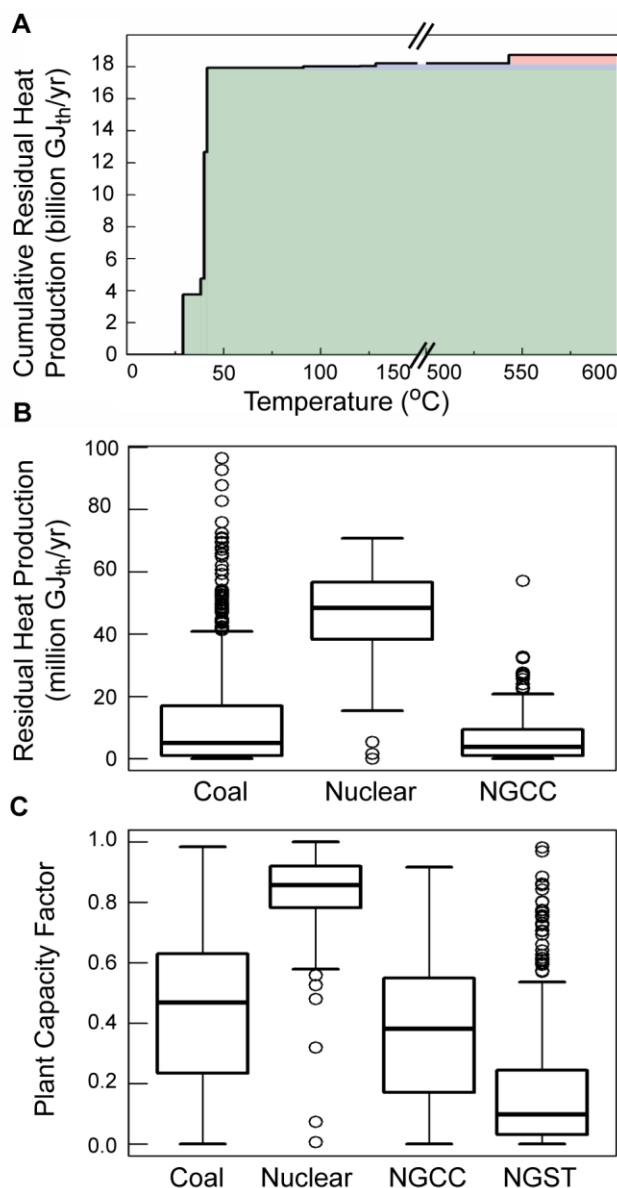 A
Cumulative Residual Heat
Production (billion GJth/yr)
18
16
14
12
10
8
6
4
2
0
0 50 100 150 500 550 600
Temperature (oC)
B
Residual Heat Production
(million GJth/yr)
100
80
60
40
20
0
Coal Nuclear NGCC
C
Plant Capacity Factor
1.0
0.8
0.6
0.4
0.2
0.0
Coal Nuclear NGCC NGST